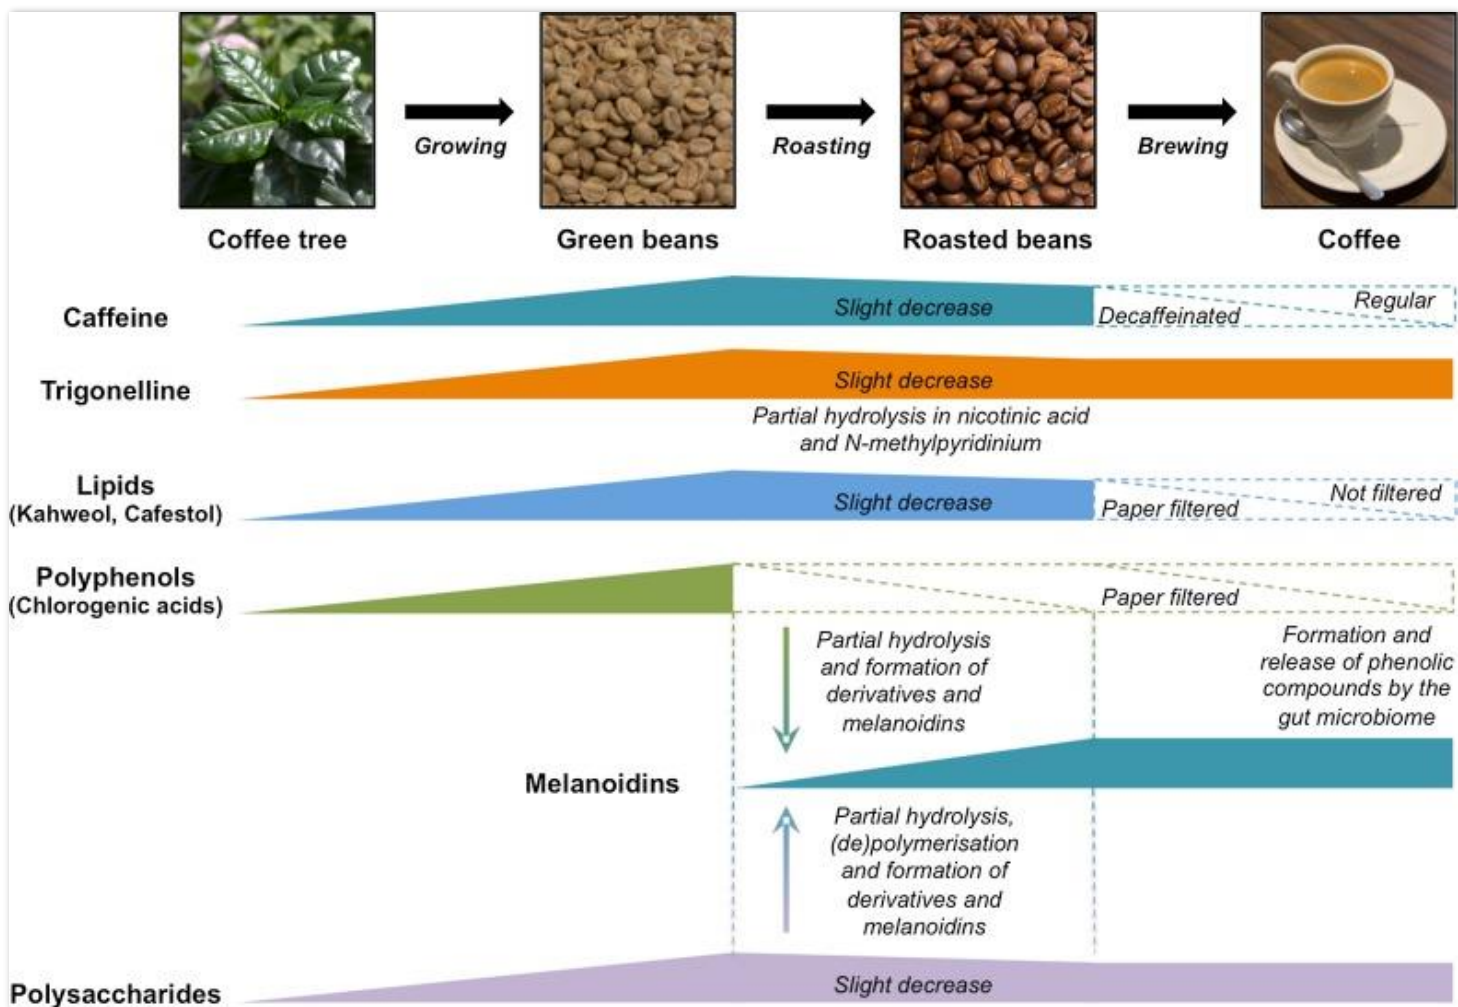 Growing
Roasting
Brewing
Coffee tree
Green beans
Roasted beans
Coffee
Caffeine
Slight decrease
Decaffeinated
Regular
Trigonelline
Slight decrease
Partial hydrolysis in nicotinic acid
and N-methylpyridinium
Lipids
(Kahweol, Cafestol)
Slight decrease
Paper filtered
Not filtered
Polyphenols
(Chlorogenic acids)
Paper filtered
Partial hydrolysis
and formation of
derivatives and
melanoidins
Formation and
release of phenolic
compounds by the
gut microbiome
Melanoidins
Partial hydrolysis,
(de)polymerisation
and formation of
derivatives and
melanoidins
Polysaccharides
Slight decrease